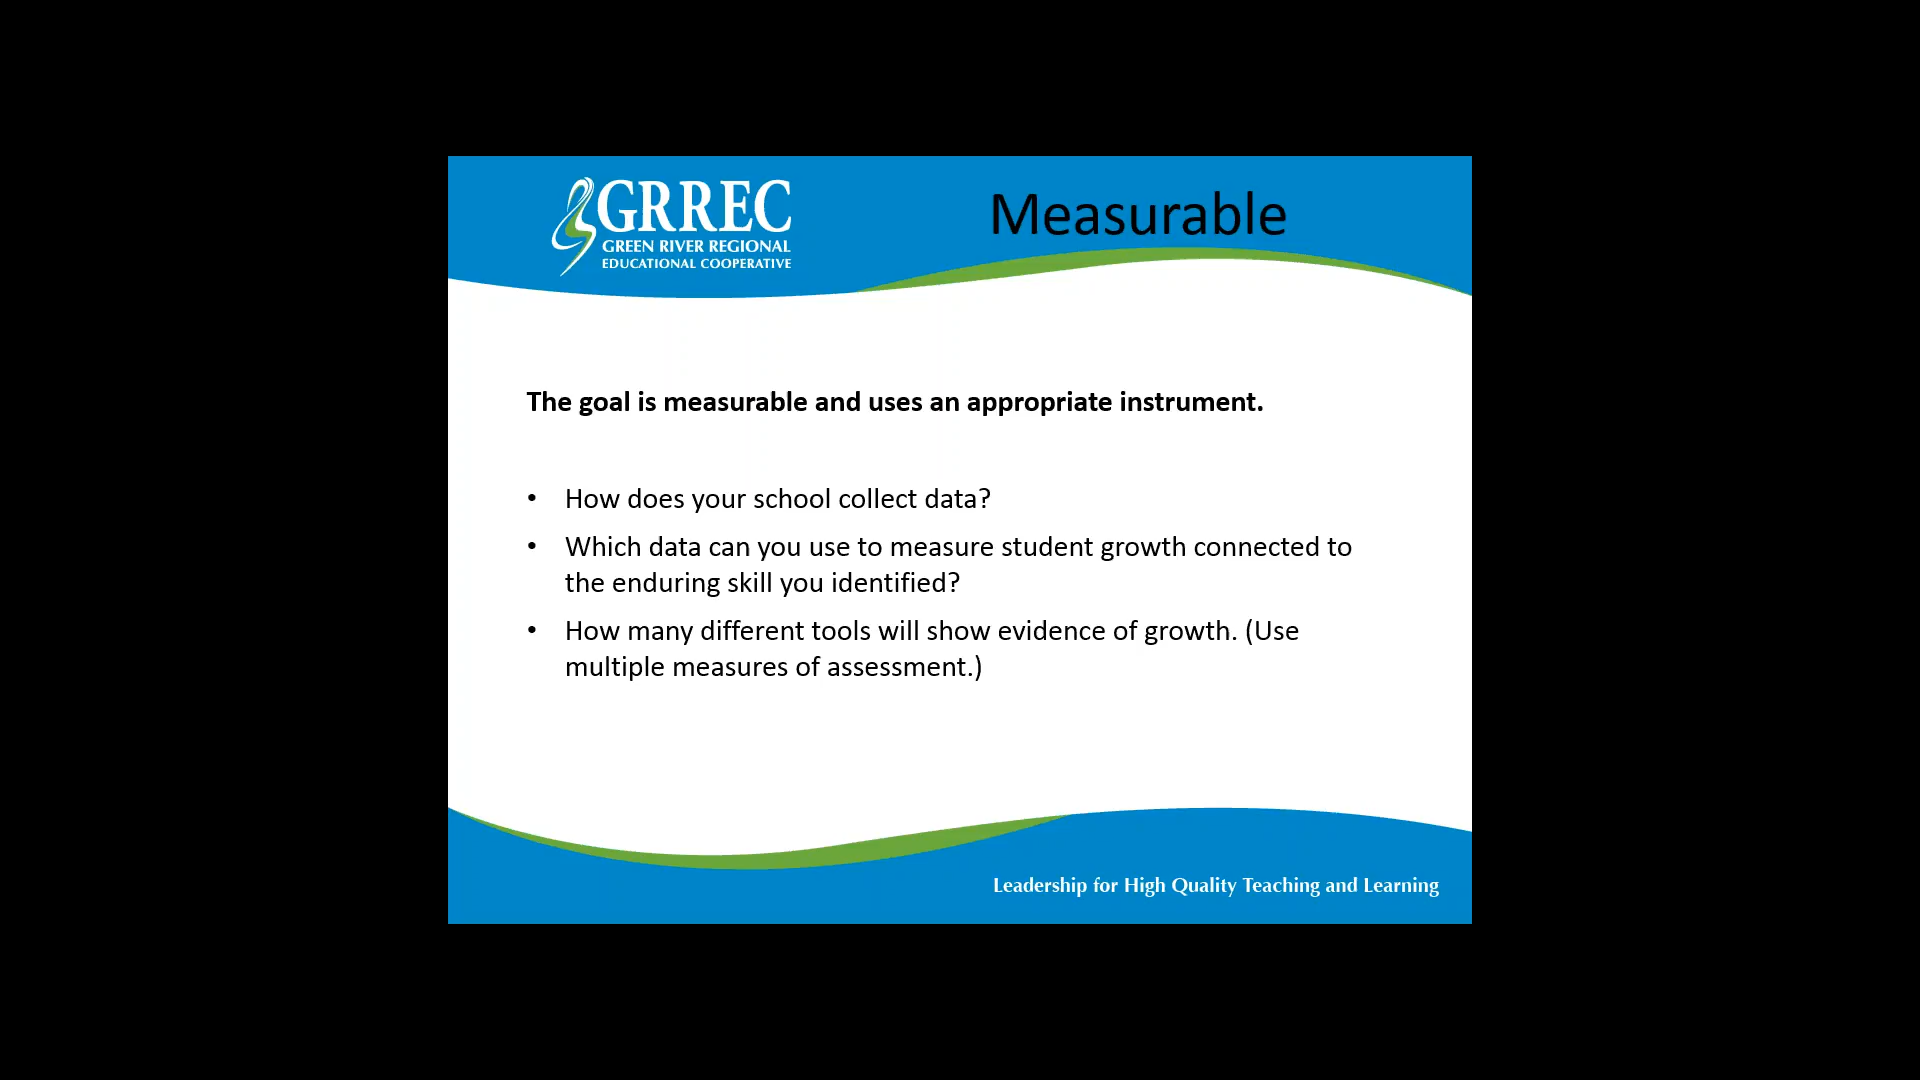 GRREC
GREEN RIVER REGIONAL
EDUCATIONAL COOPERATIVE
Measurable
The goal is measurable and uses an appropriate instrument.
• How does your school collect data?
• Which data can you use to measure student growth connected to
the enduring skill you identified?
• How many different tools will show evidence of growth. (Use
multiple measures of assessment.)
Leadership for High Quality Teaching and Learning